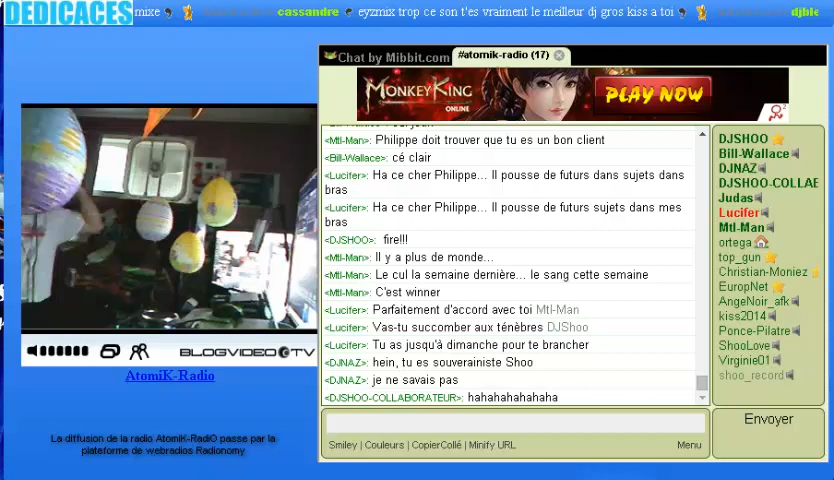 DEDICACES mixe cassandre eyzmix trop ce son t'es vraiment le meilleur dj gros kiss a toi djble
Chat by Mibbit.com #atomik-radio (17)
MONKEY KING
ONLINE
PLAY NOW
<Mtl-Man>: Philippe doit trouver que tu es un bon client
<Bill-Wallace>: cé clair
<Lucifer>: Ha ce cher Philippe... Il pousse de futurs dans sujets dans
bras
<Lucifer>: Ha ce cher Philippe... Il pousse de futurs sujets dans mes
bras
<DJSHOO>: fire!!!
<Mtl-Man>: Il y a plus de monde...
<Mtl-Man>: Le cul la semaine dernière... le sang cette semaine
<Mtl-Man>: C'est winner
<Lucifer>: Parfaitement d'accord avec toi Mtl-Man
<Lucifer>: Vas-tu succomber aux ténèbres DJShoo
<Lucifer>: Tu as jusqu'à dimanche pour te brancher
<DJNAZ>: hein, tu es souverainiste Shoo
<DJNAZ>: je ne savais pas
<DJSHOO-COLLABORATEUR>: hahahahahahaha
DJSHOO
Bill-Wallace
DJNAZ
DJSHOO-COLLAE
Judas
Lucifer
Mtl-Man
ortega
top_gun
Christian-Moniez
EuropNet
AngeNoir_afk
kiss2014
Ponce-Pilatre
ShooLove
Virginie01
shoo_record
Envoyer
Smiley | Couleurs | CopierCollé | Minify URL
Menu
BLOGVIDEO TV
AtomiK-Radio
La diffusion de la radio AtomiK-RadiO passe par la
plateforme de webradios Radionomy